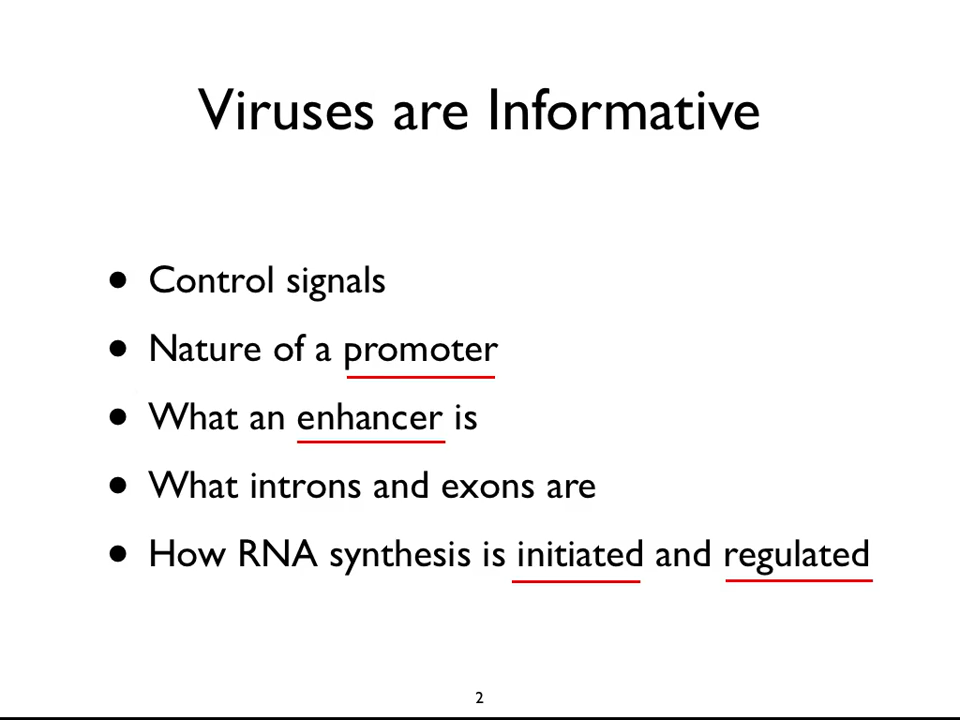 Viruses are Informative
• Control signals
• Nature of a promoter
• What an enhancer is
• What introns and exons are
• How RNA synthesis is initiated and regulated
2